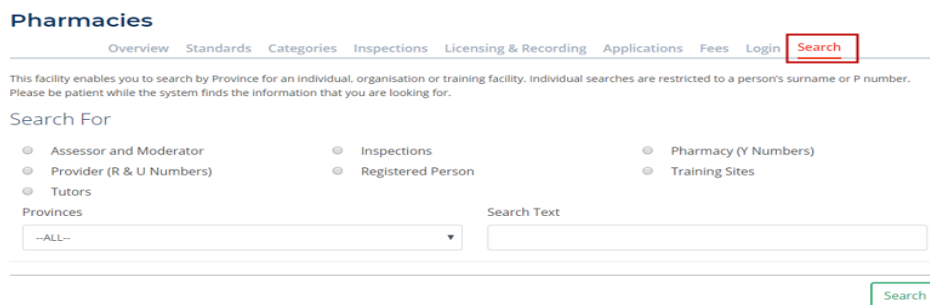 Pharmacies
Overview Standards Categories Inspections Licensing & Recording Applications Fees Login Search
This facility enables you to search by Province for an individual, organisation or training facility. Individual searches are restricted to a person's surname or P number.
Please be patient while the system finds the information that you are looking for.
Search For
Assessor and Moderator Inspections Pharmacy (Y Numbers)
Provider (R & U Numbers) Registered Person Training Sites
Tutors
Provinces Search Text
--ALL--
Search